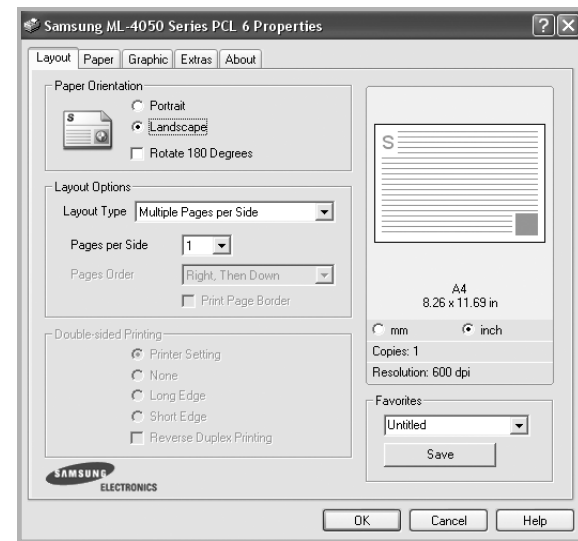 Samsung ML-4050 Series PCL 6 Properties
Layout Paper Graphic Extras About
Paper Orientation
Portrait
S
Landscape
Rotate 180 Degrees
Layout Options
Layout Type Multiple Pages per Side
Pages per Side 1
Pages Order Right, Then Down
Print Page Border
Double-sided Printing
Printer Setting
None
Long Edge
Short Edge
Reverse Duplex Printing
SAMSUNG
ELECTRONICS
S
A4
8.26 x 11.69 in
mm inch
Copies: 1
Resolution: 600 dpi
Favorites
Untitled
Save
OK Cancel Help